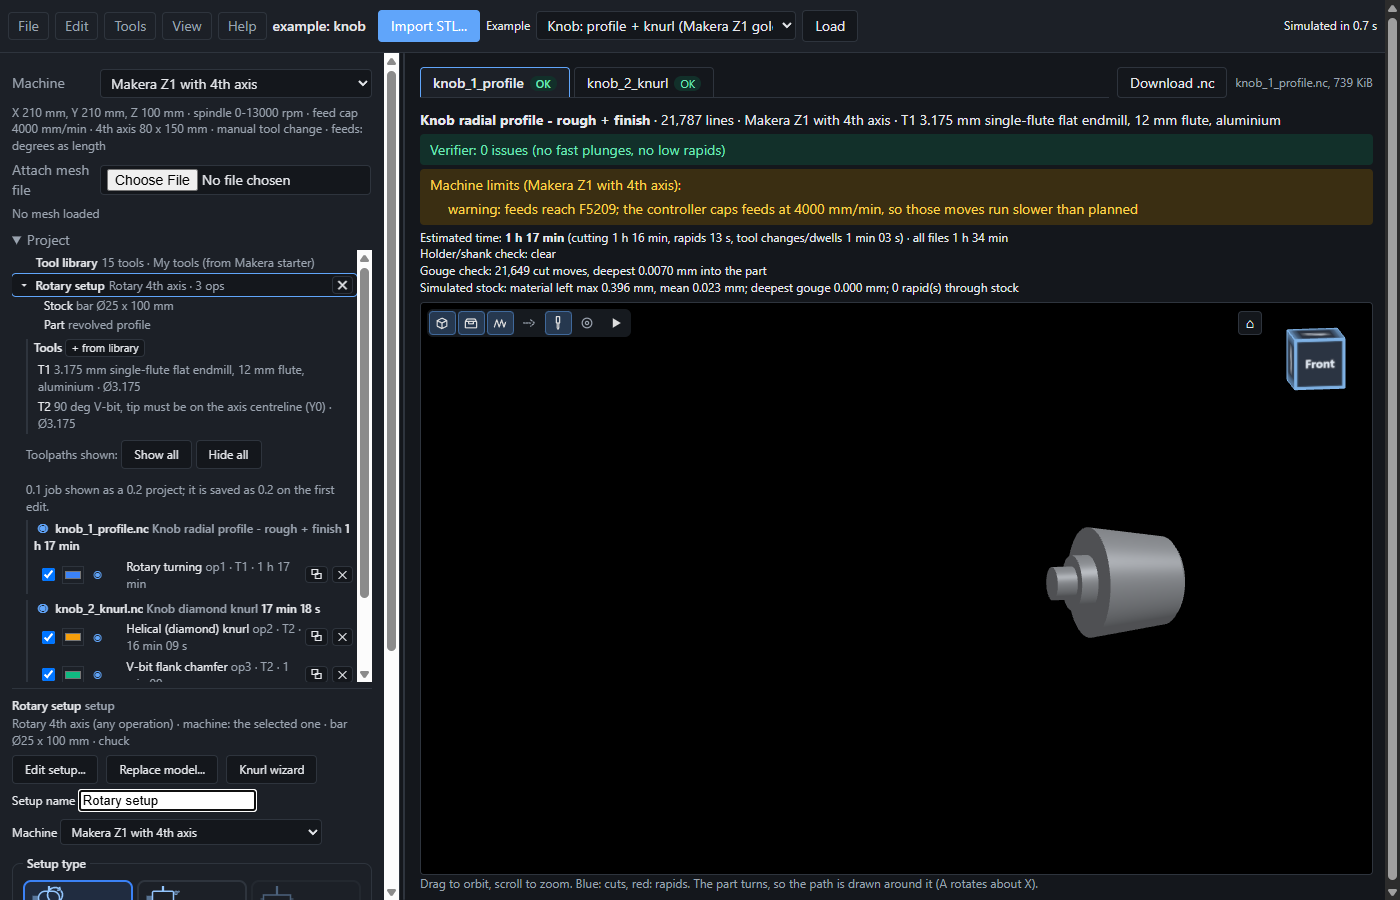 File Edit Tools View Help example: knob Import STL... Example Knob: profile + knurl (Makera Z1 gol Load Simulated in 0.7 s
Machine Makera Z1 with 4th axis
X 210 mm, Y 210 mm, Z 100 mm · spindle 0-13000 rpm · feed cap
4000 mm/min · 4th axis 80 x 150 mm · manual tool change · feeds:
degrees as length
Attach mesh
file
Choose File No file chosen
No mesh loaded
Project
Tool library 15 tools · My tools (from Makera starter)
Rotary setup Rotary 4th axis · 3 ops
Stock bar Ø25 x 100 mm
Part revolved profile
Tools + from library
T1 3.175 mm single-flute flat endmill, 12 mm flute,
aluminium · Ø3.175
T2 90 deg V-bit, tip must be on the axis centreline (Y0) ·
Ø3.175
Toolpaths shown: Show all Hide all
0.1 job shown as a 0.2 project; it is saved as 0.2 on the first
edit.
knob_1_profile.nc Knob radial profile - rough + finish 1
h 17 min
Rotary turning op1 · T1 · 1 h 17
min
knob_2_knurl.nc Knob diamond knurl 17 min 18 s
Helical (diamond) knurl op2 · T2 ·
16 min 09 s
V-bit flank chamfer op3 · T2 · 1
Rotary setup setup
Rotary 4th axis (any operation) · machine: the selected one · bar
Ø25 x 100 mm · chuck
Edit setup... Replace model... Knurl wizard
Setup name Rotary setup
Machine Makera Z1 with 4th axis
Setup type
knob_1_profile OK knob_2_knurl OK Download .nc knob_1_profile.nc, 739 KiB
Knob radial profile - rough + finish · 21,787 lines · Makera Z1 with 4th axis · T1 3.175 mm single-flute flat endmill, 12 mm flute, aluminium
Verifier: 0 issues (no fast plunges, no low rapids)
Machine limits (Makera Z1 with 4th axis):
warning: feeds reach F5209; the controller caps feeds at 4000 mm/min, so those moves run slower than planned
Estimated time: 1 h 17 min (cutting 1 h 16 min, rapids 13 s, tool changes/dwells 1 min 03 s) · all files 1 h 34 min
Holder/shank check: clear
Gouge check: 21,649 cut moves, deepest 0.0070 mm into the part
Simulated stock: material left max 0.396 mm, mean 0.023 mm; deepest gouge 0.000 mm; 0 rapid(s) through stock
Front
Drag to orbit, scroll to zoom. Blue: cuts, red: rapids. The part turns, so the path is drawn around it (A rotates about X).